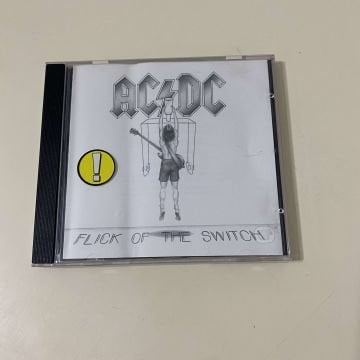 AC⚡DC
!
FLICK OF THE SWITCH